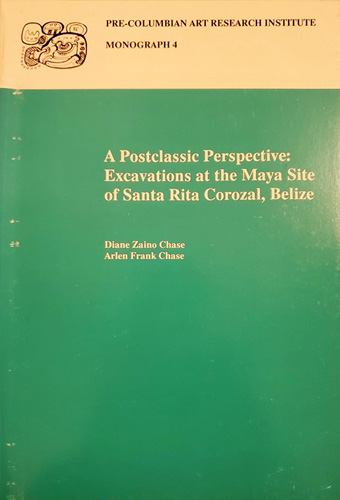 PRE-COLUMBIAN ART RESEARCH INSTITUTE
MONOGRAPH 4
A Postclassic Perspective:
Excavations at the Maya Site
of Santa Rita Corozal, Belize
Diane Zaino Chase
Arlen Frank Chase